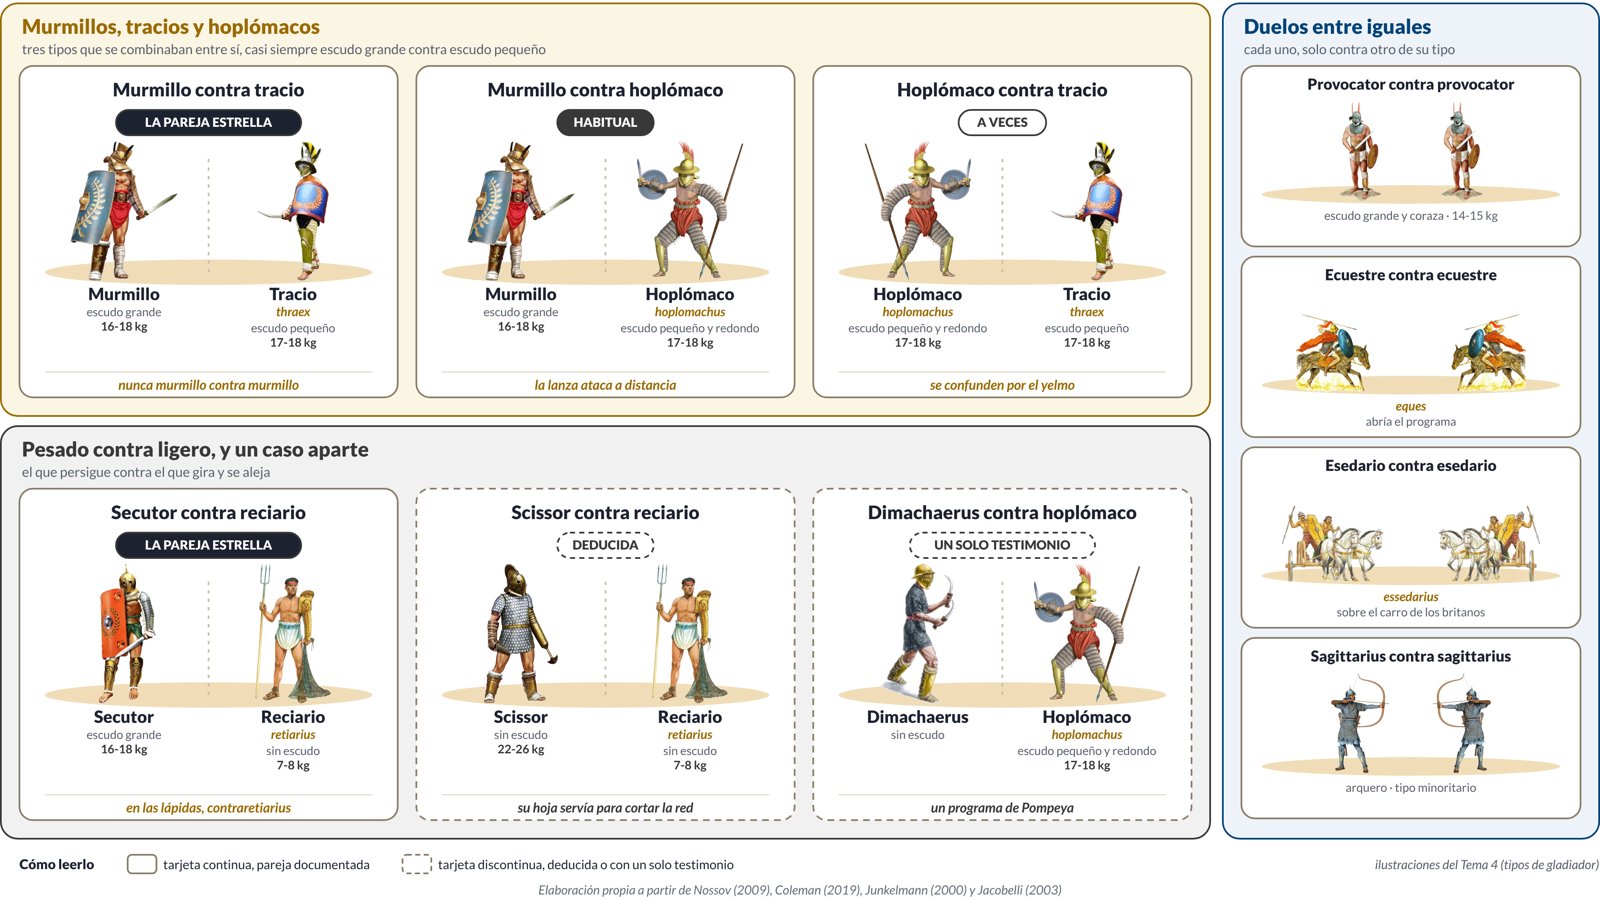 Murmillos, tracios y hoplómacos
tres tipos que se combinaban entre sí, casi siempre escudo grande contra escudo pequeño
Murmillo contra tracio
LA PAREJA ESTRELLA
Murmillo
escudo grande
16-18 kg
Tracio
thraex
escudo pequeño
17-18 kg
nunca murmillo contra murmillo
Murmillo contra hoplómaco
HABITUAL
Murmillo
escudo grande
16-18 kg
Hoplómaco
hoplomachus
escudo pequeño y redondo
17-18 kg
la lanza ataca a distancia
Hoplómaco contra tracio
A VECES
Hoplómaco
hoplomachus
escudo pequeño y redondo
17-18 kg
Tracio
thraex
escudo pequeño
17-18 kg
se confunden por el yelmo
Pesado contra ligero, y un caso aparte
el que persigue contra el que gira y se aleja
Secutor contra reciario
LA PAREJA ESTRELLA
Secutor
escudo grande
16-18 kg
Reciario
retiarius
sin escudo
7-8 kg
en las lápidas, contraretiarius
Scissor contra reciario
DEDUCIDA
Scissor
sin escudo
22-26 kg
Reciario
retiarius
sin escudo
7-8 kg
su hoja servía para cortar la red
Dimachaerus contra hoplómaco
UN SOLO TESTIMONIO
Dimachaerus
sin escudo
Hoplómaco
hoplomachus
escudo pequeño y redondo
17-18 kg
un programa de Pompeya
Duelos entre iguales
cada uno, solo contra otro de su tipo
Provocator contra provocator
escudo grande y coraza · 14-15 kg
Ecuestre contra ecuestre
eques
abría el programa
Esedario contra esedario
essedarius
sobre el carro de los britanos
Sagittarius contra sagittarius
arquero · tipo minoritario
Cómo leerlo
tarjeta continua, pareja documentada
tarjeta discontinua, deducida o con un solo testimonio
ilustraciones del Tema 4 (tipos de gladiador)
Elaboración propia a partir de Nossov (2009), Coleman (2019), Junkelmann (2000) y Jacobelli (2003)